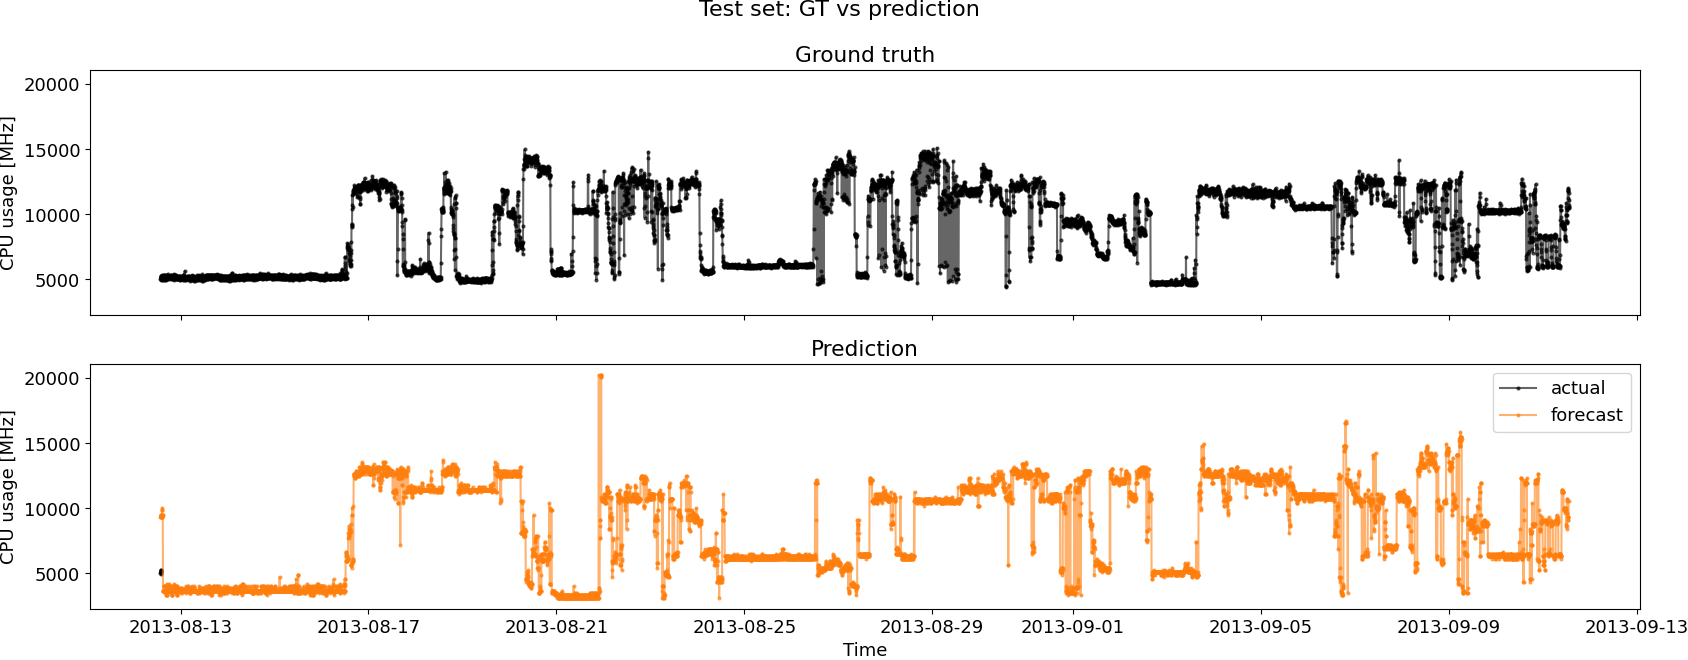 Test set: GT vs prediction
Ground truth
20000
15000
10000
5000
CPU usage [MHz]
Prediction
20000
15000
10000
5000
CPU usage [MHz]
actual
forecast
2013-08-13 2013-08-17 2013-08-21 2013-08-25 2013-08-29 2013-09-01 2013-09-05 2013-09-09 2013-09-13
Time